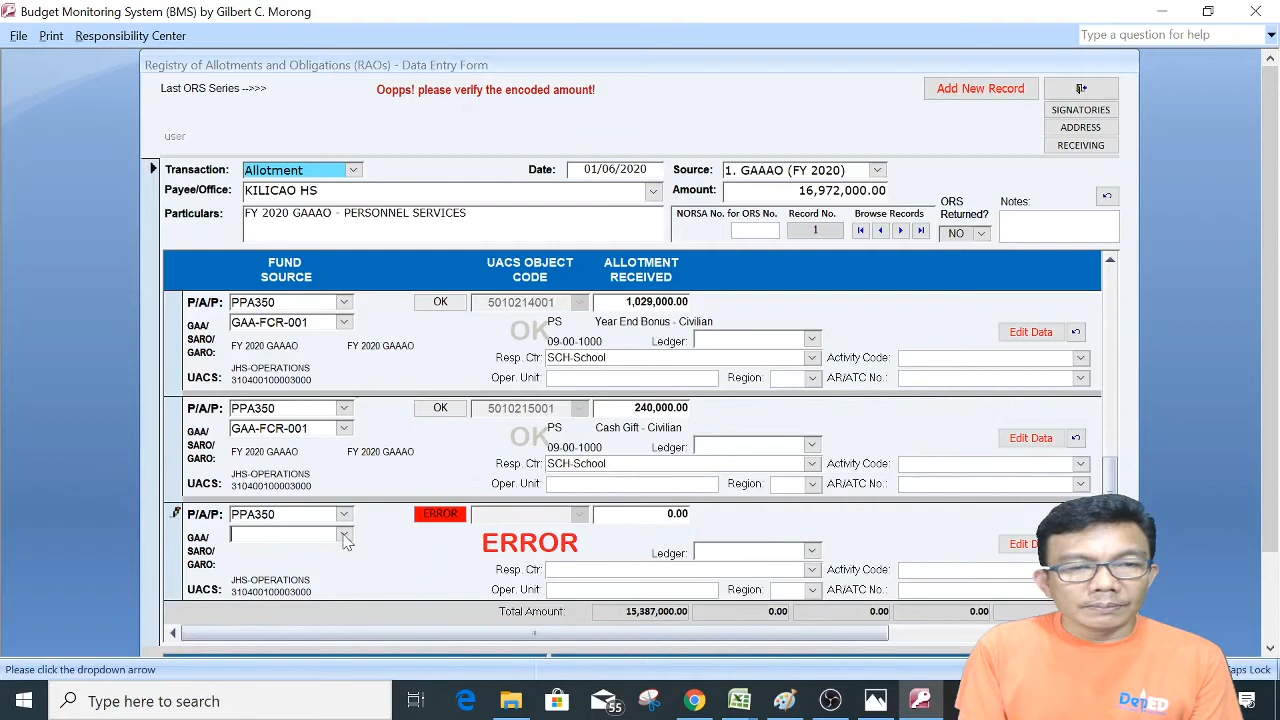 Budget Monitoring System (BMS) by Gilbert C. Morong
File Print Responsibility Center
Type a question for help
Registry of Allotments and Obligations (RAOs) - Data Entry Form
Last ORS Series -->>>
Oopps! please verify the encoded amount!
Add New Record
SIGNATORIES
user
ADDRESS
RECEIVING
Transaction: Allotment Date: 01/06/2020 Source: 1. GAAAO (FY 2020)
Payee/Office: KILICAO HS Amount: 16,972,000.00
Particulars: FY 2020 GAAAO - PERSONNEL SERVICES
NORSA No. for ORS No. Record No. Browse Records
1
ORS Returned?
NO
Notes:
FUND SOURCE
UACS OBJECT CODE
ALLOTMENT RECEIVED
P/A/P: PPA350 OK 5010214001 1,029,000.00
GAA/ SARO/ GARO: GAA-FCR-001
OK
PS Year End Bonus - Civilian
09-00-1000 Ledger:
Edit Data
FY 2020 GAAAO FY 2020 GAAAO
Resp. Ctr: SCH-School Activity Code:
JHS-OPERATIONS
UACS: 310400100003000
Oper. Unit: Region: AR/ATC No.:
P/A/P: PPA350 OK 5010215001 240,000.00
GAA/ SARO/ GARO: GAA-FCR-001
OK
PS Cash Gift - Civilian
09-00-1000 Ledger:
Edit Data
FY 2020 GAAAO FY 2020 GAAAO
Resp. Ctr: SCH-School Activity Code:
JHS-OPERATIONS
UACS: 310400100003000
Oper. Unit: Region: AR/ATC No.:
P/A/P: PPA350 ERROR 0.00
GAA/ SARO/ GARO:
ERROR
Ledger:
Edit D
Resp. Ctr: Activity Code:
JHS-OPERATIONS
UACS: 310400100003000
Oper. Unit: Region: AR/ATC No.:
Total Amount: 15,387,000.00 0.00 0.00 0.00
Please click the dropdown arrow
aps Lock
Type here to search
55
DepED